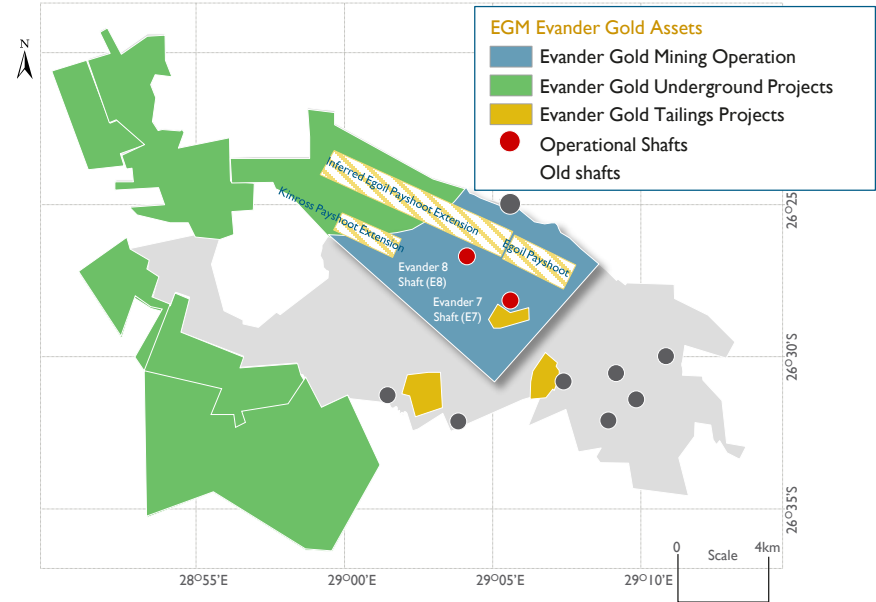 EGM Evander Gold Assets
Evander Gold Mining Operation
Evander Gold Underground Projects
Evander Gold Tailings Projects
Operational Shafts
Old shafts
N
Inferred Egoil Payshoot Extension
Kinross Payshoot Extension
Egoil Payshoot
Evander 8
Shaft (E8)
Evander 7
Shaft (E7)
26°25
26°30'S
26°35'S
0
Scale
4km
28°55'E
29°00'E
29°05'E
29°10'E